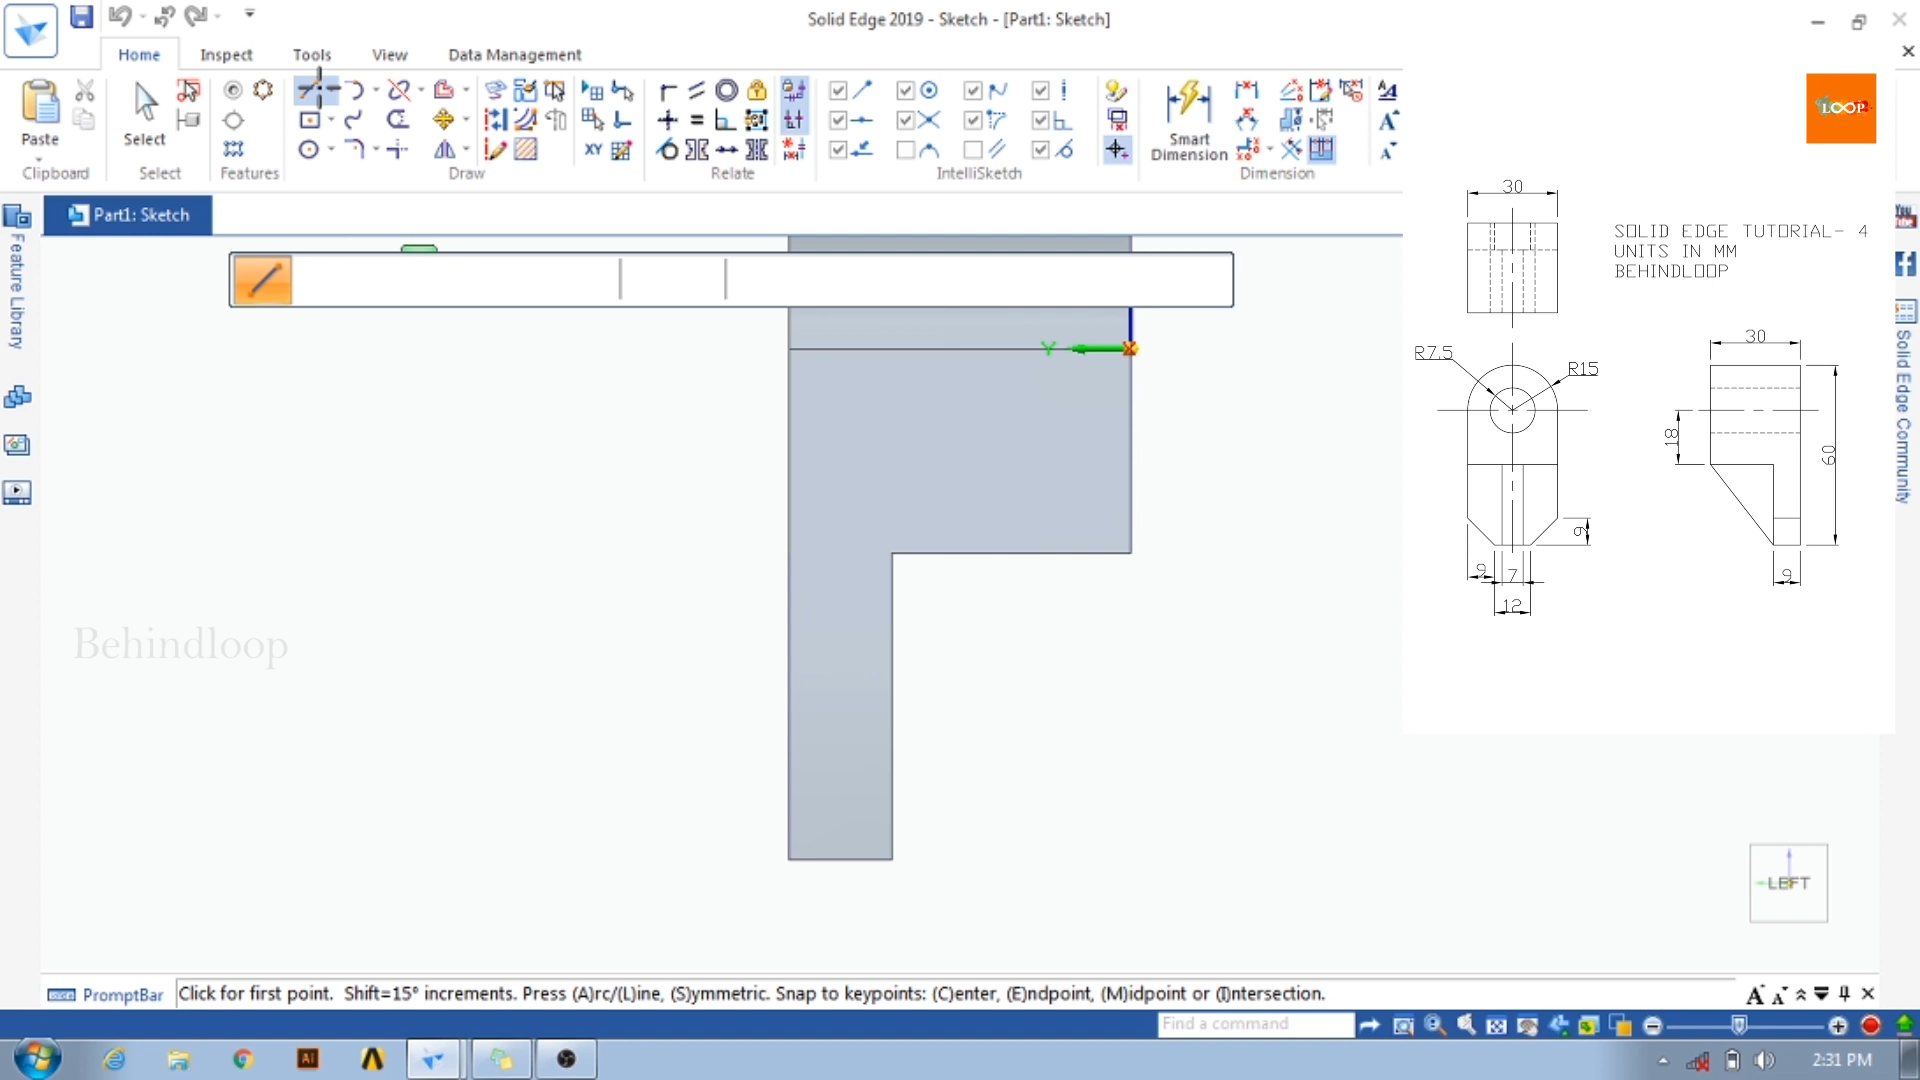 Solid Edge 2019 - Sketch - [Part1: Sketch]
Home Inspect Tools View Data Management
Paste
Select
XY
Smart
Dimension
A
A
A
Clipboard Select Features Draw Relate IntelliSketch Dimension
LOOP
Part1: Sketch
You
Feature Library
Solid Edge Community
Y
30
SOLID EDGE TUTORIAL- 4
UNITS IN MM
BEHINDLOOP
R7.5
R15
30
18
60
9
9
7
9
12
Behindloop
LEFT
PromptBar Click for first point. Shift=15° increments. Press (A)rc/(L)ine, (S)ymmetric. Snap to keypoints: (C)enter, (E)ndpoint, (M)idpoint or (I)ntersection.
A A
Find a command
Ai
2:31 PM